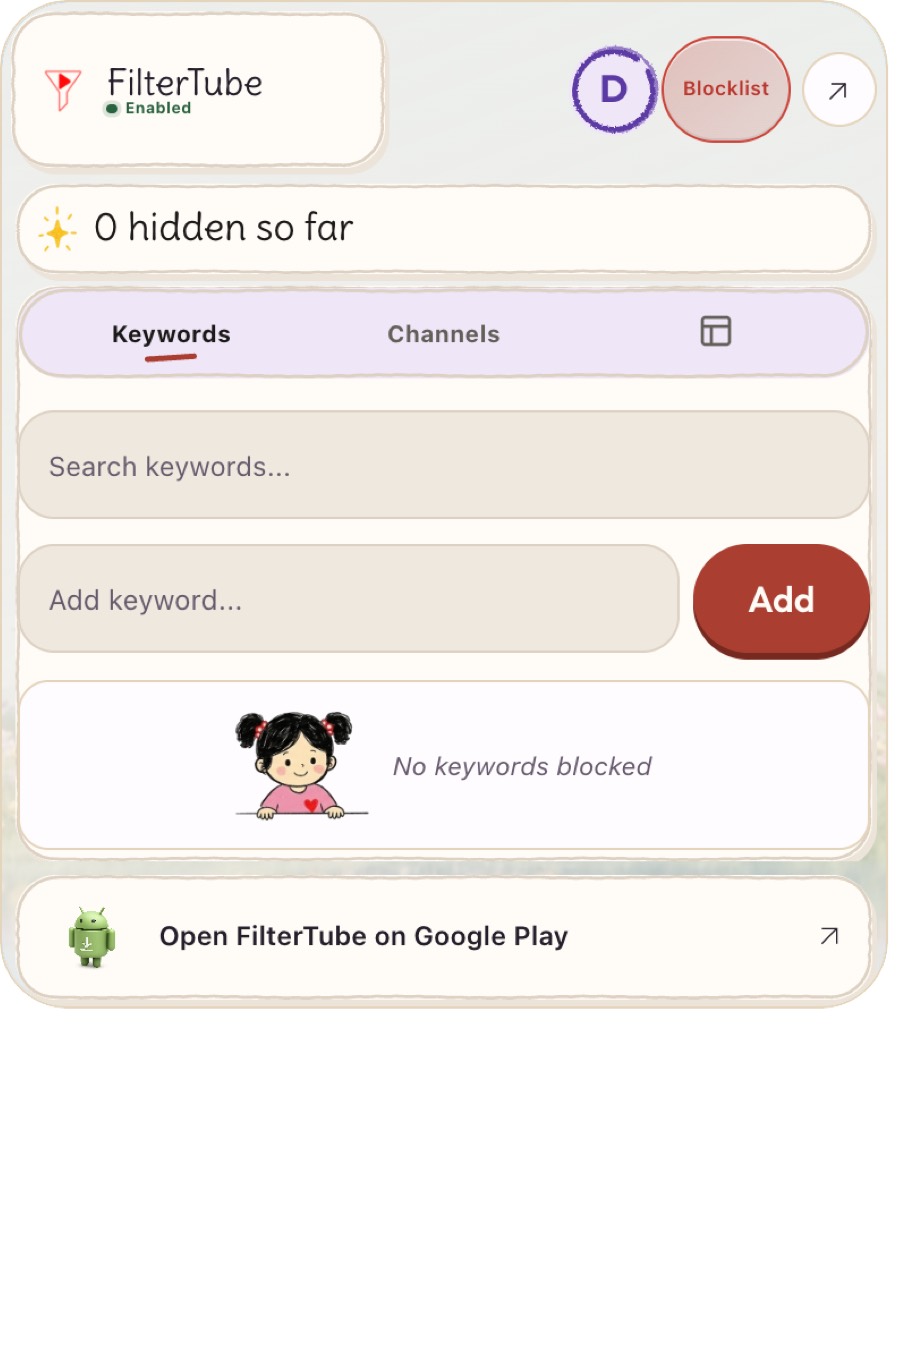 FilterTube
Enabled
D
Blocklist
0 hidden so far
Keywords
Channels
Search keywords...
Add keyword...
Add
No keywords blocked
Open FilterTube on Google Play